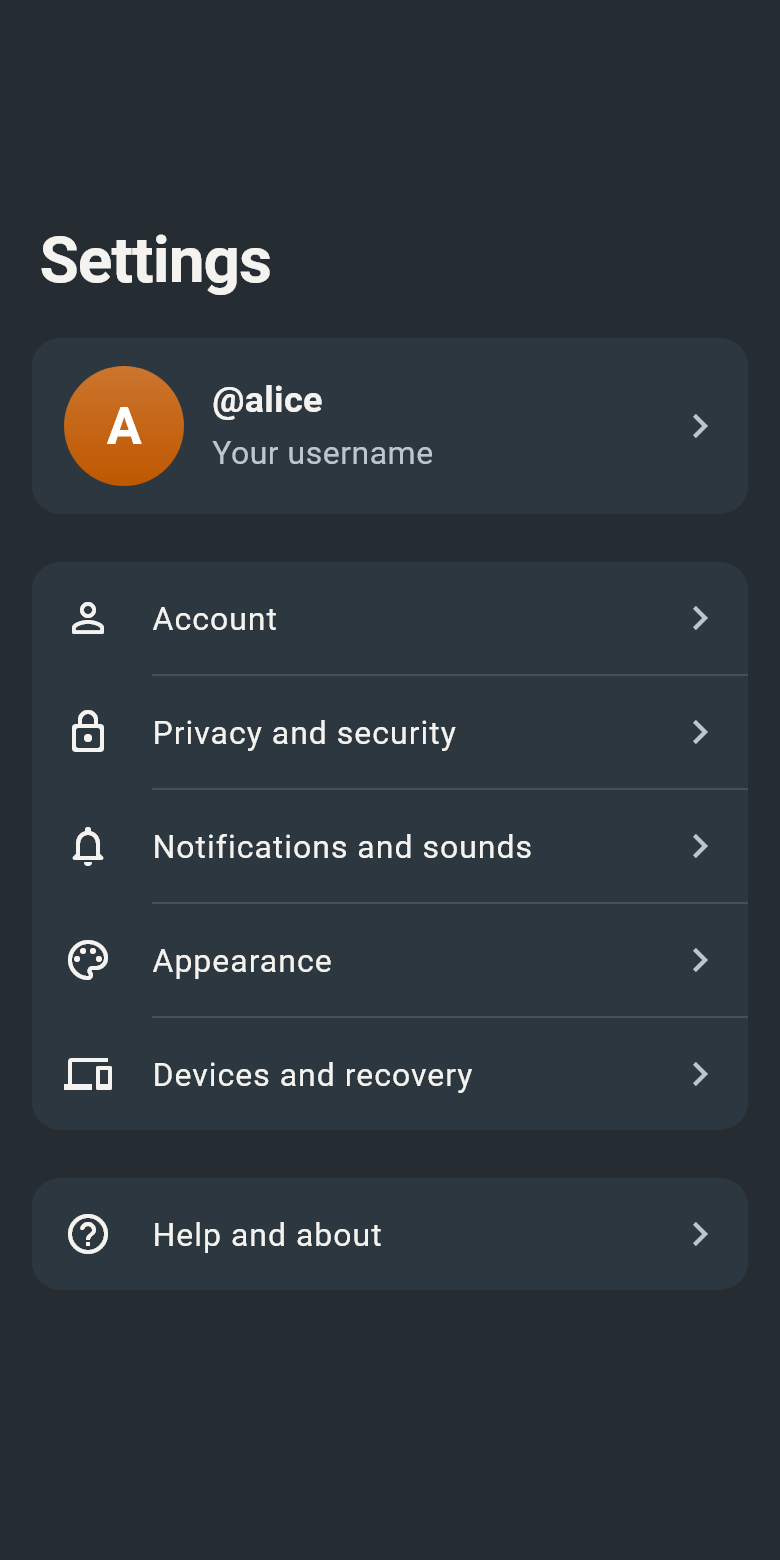 Settings
A
@alice
Your username
Account
Privacy and security
Notifications and sounds
Appearance
Devices and recovery
Help and about